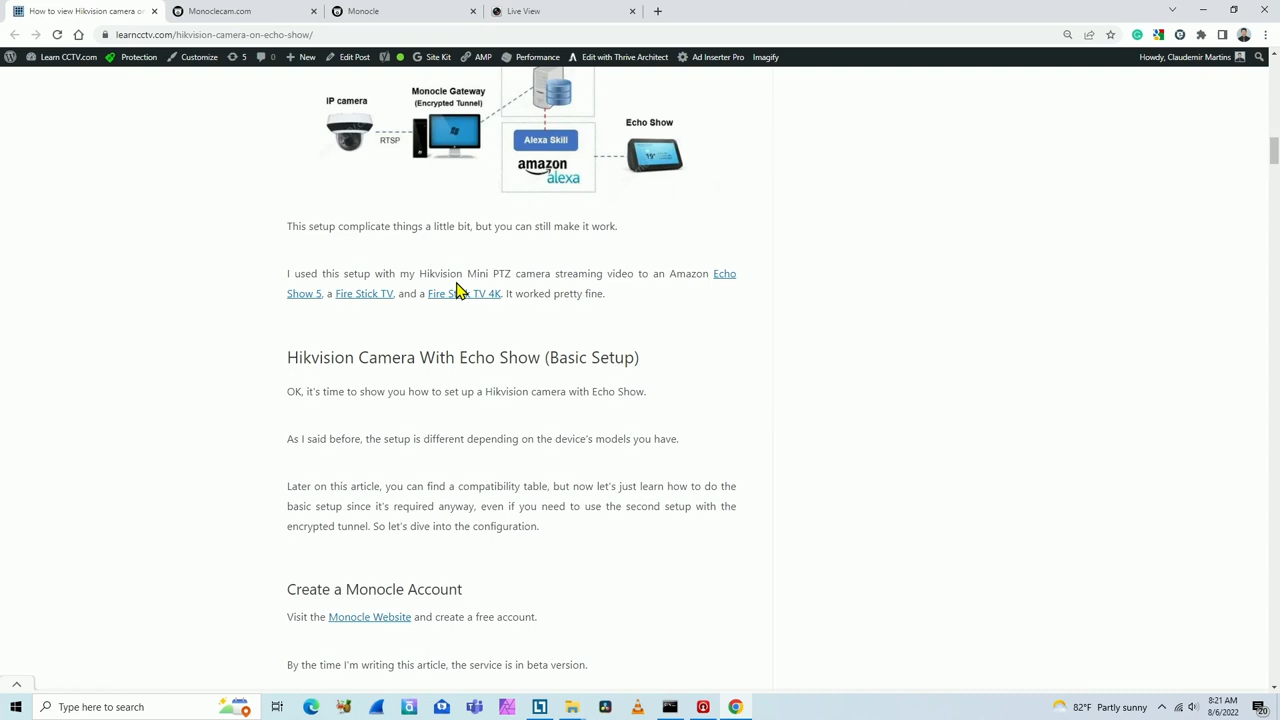 How to view Hikvision camera o
Monoclecam.com
Monocle
Live View
learncctv.com/hikvision-camera-on-echo-show/
Learn CCTV.com
Protection
Customize
5
0
New
Edit Post
Site Kit
AMP
Performance
Edit with Thrive Architect
Ad Inserter Pro
Imagify
Howdy, Claudemir Martins
IP camera
Monocle Gateway
(Encrypted Tunnel)
RTSP
Alexa Skill
amazon
alexa
Echo Show
This setup complicate things a little bit, but you can still make it work.
I used this setup with my Hikvision Mini PTZ camera streaming video to an Amazon Echo
Show 5, a Fire Stick TV, and a Fire Stick TV 4K. It worked pretty fine.
Hikvision Camera With Echo Show (Basic Setup)
OK, it's time to show you how to set up a Hikvision camera with Echo Show.
As I said before, the setup is different depending on the device's models you have.
Later on this article, you can find a compatibility table, but now let's just learn how to do the
basic setup since it's required anyway, even if you need to use the second setup with the
encrypted tunnel. So let's dive into the configuration.
Create a Monocle Account
Visit the Monocle Website and create a free account.
By the time I'm writing this article, the service is in beta version.
Type here to search
82°F Partly sunny
8:21 AM
8/6/2022
20